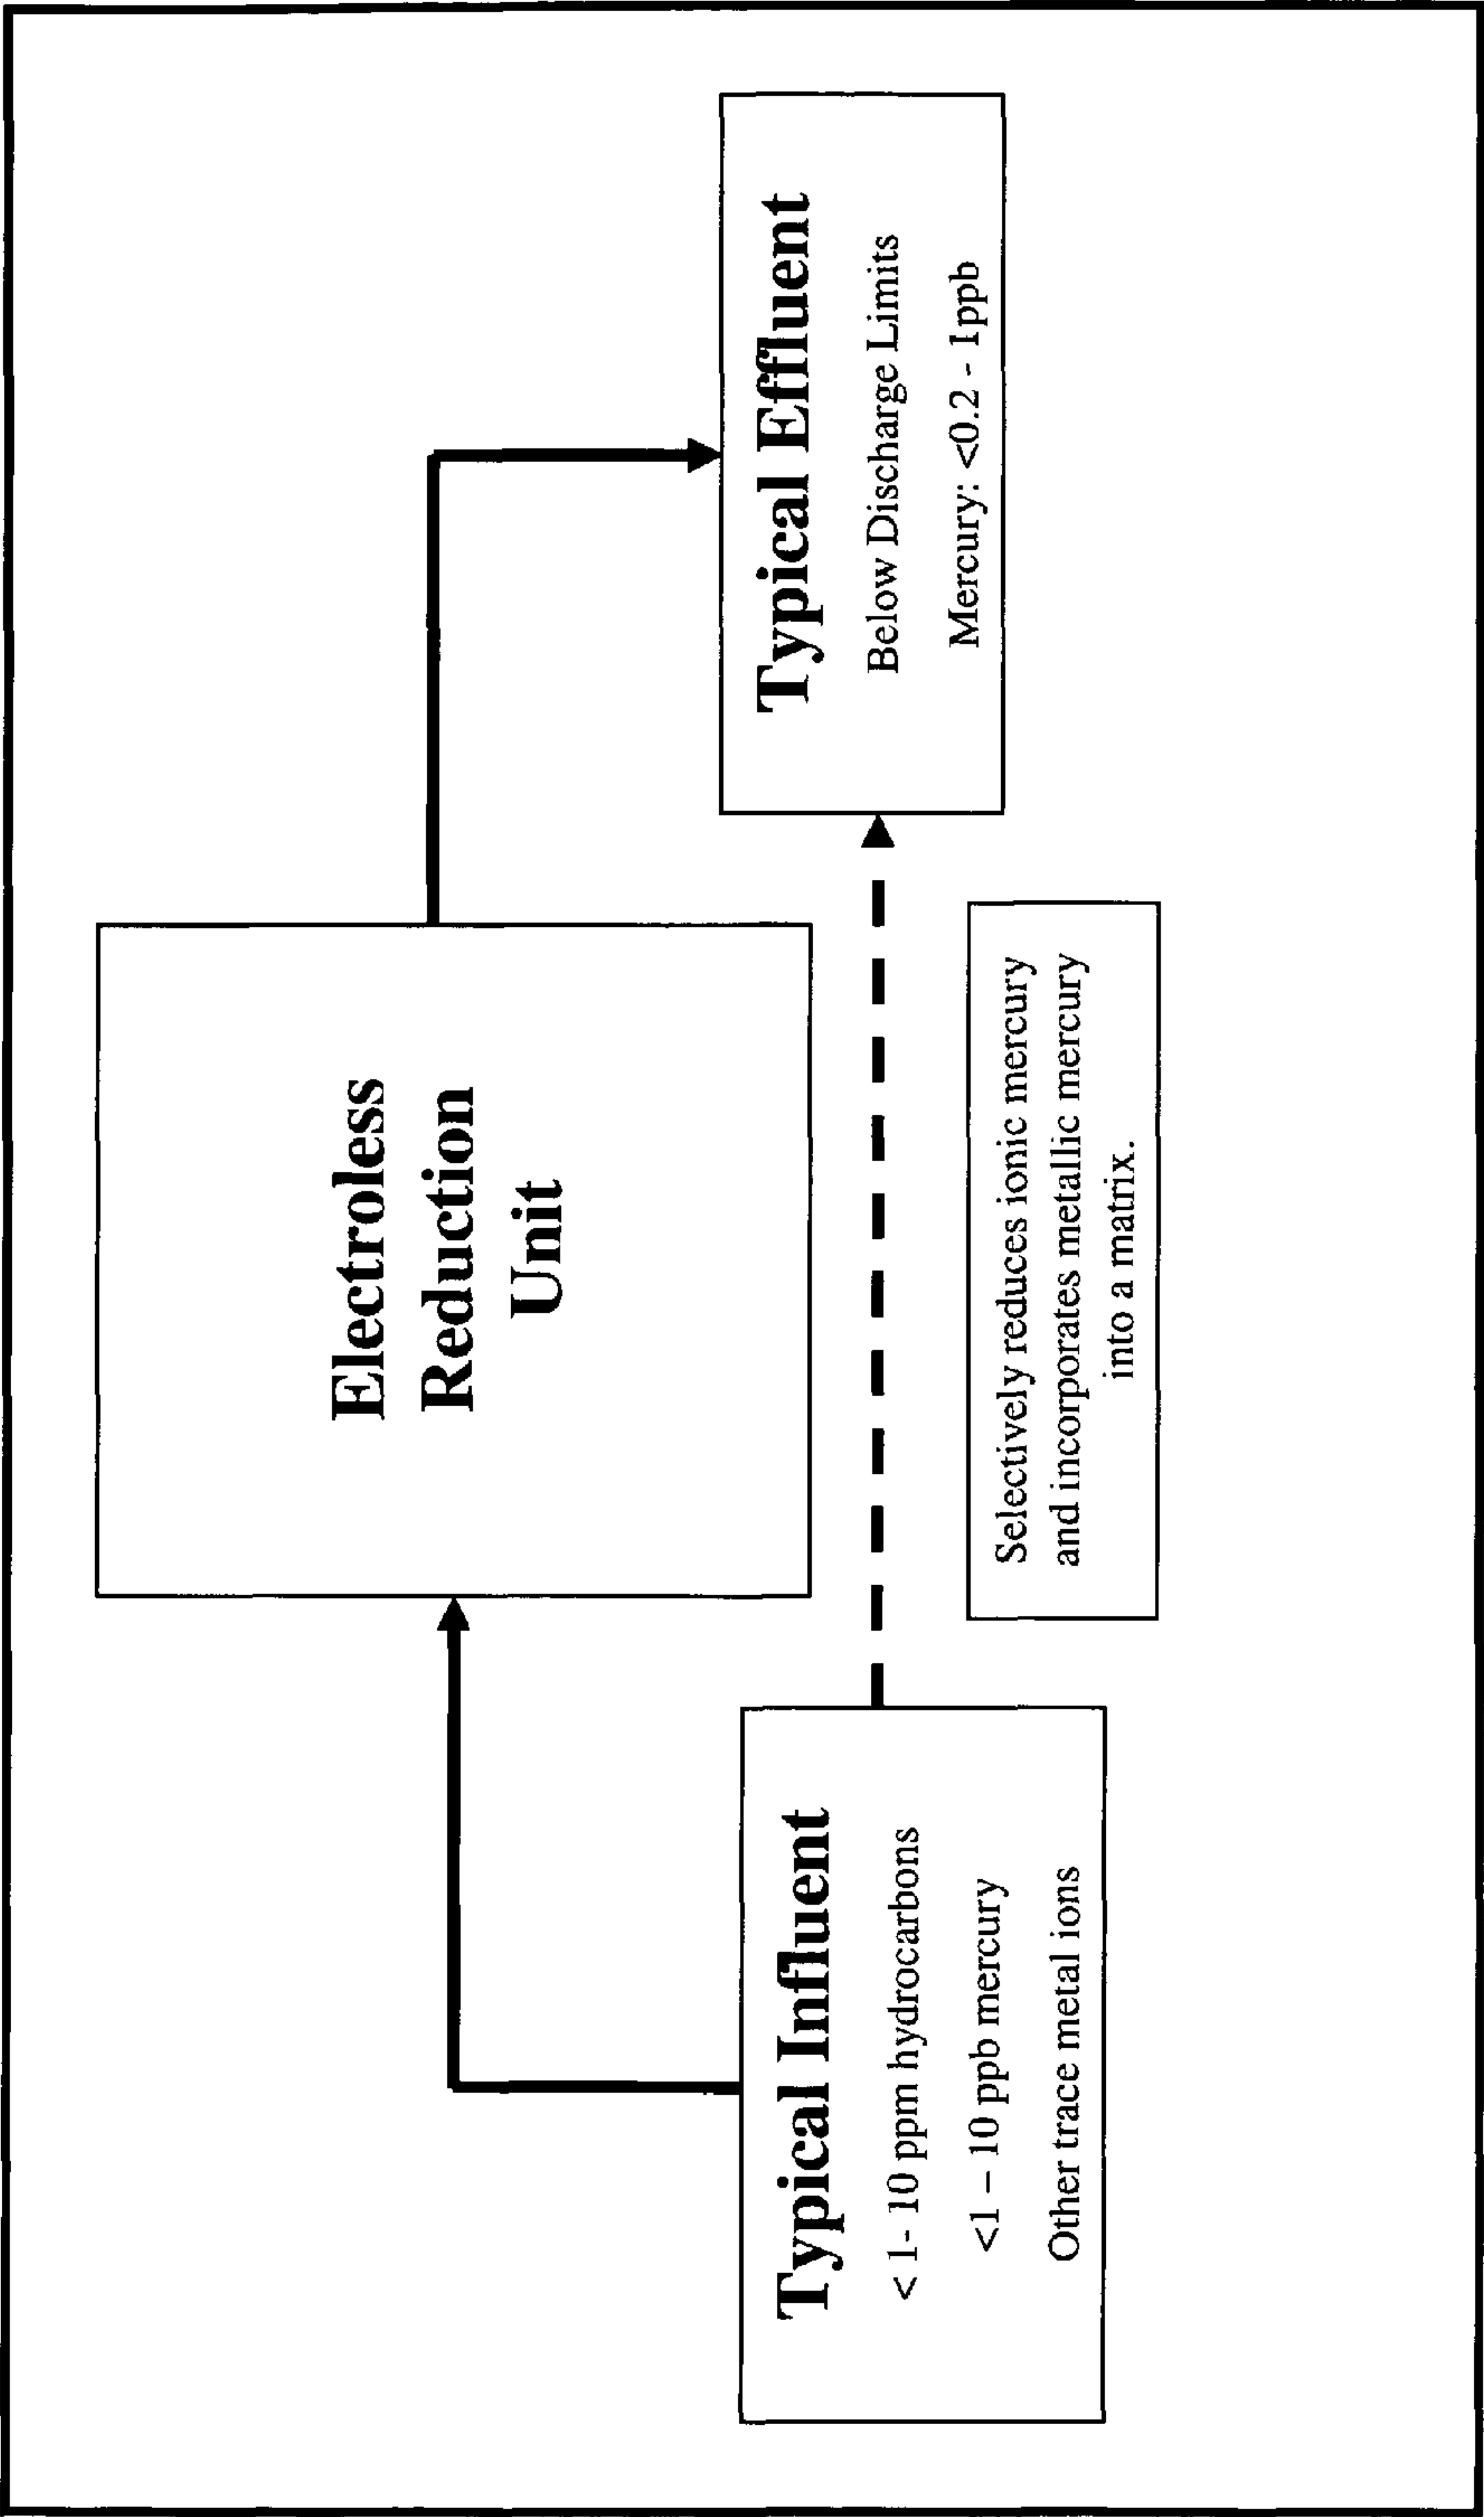 Electroless
Reduction
Unit
Typical Influent
< 1- 10 ppm hydrocarbons
<1 – 10 ppb mercury
Other trace metal ions
Typical Effluent
Below Discharge Limits
Mercury: <0.2 - 1ppb
Selectively reduces ionic mercury
and incorporates metallic mercury
into a matrix.